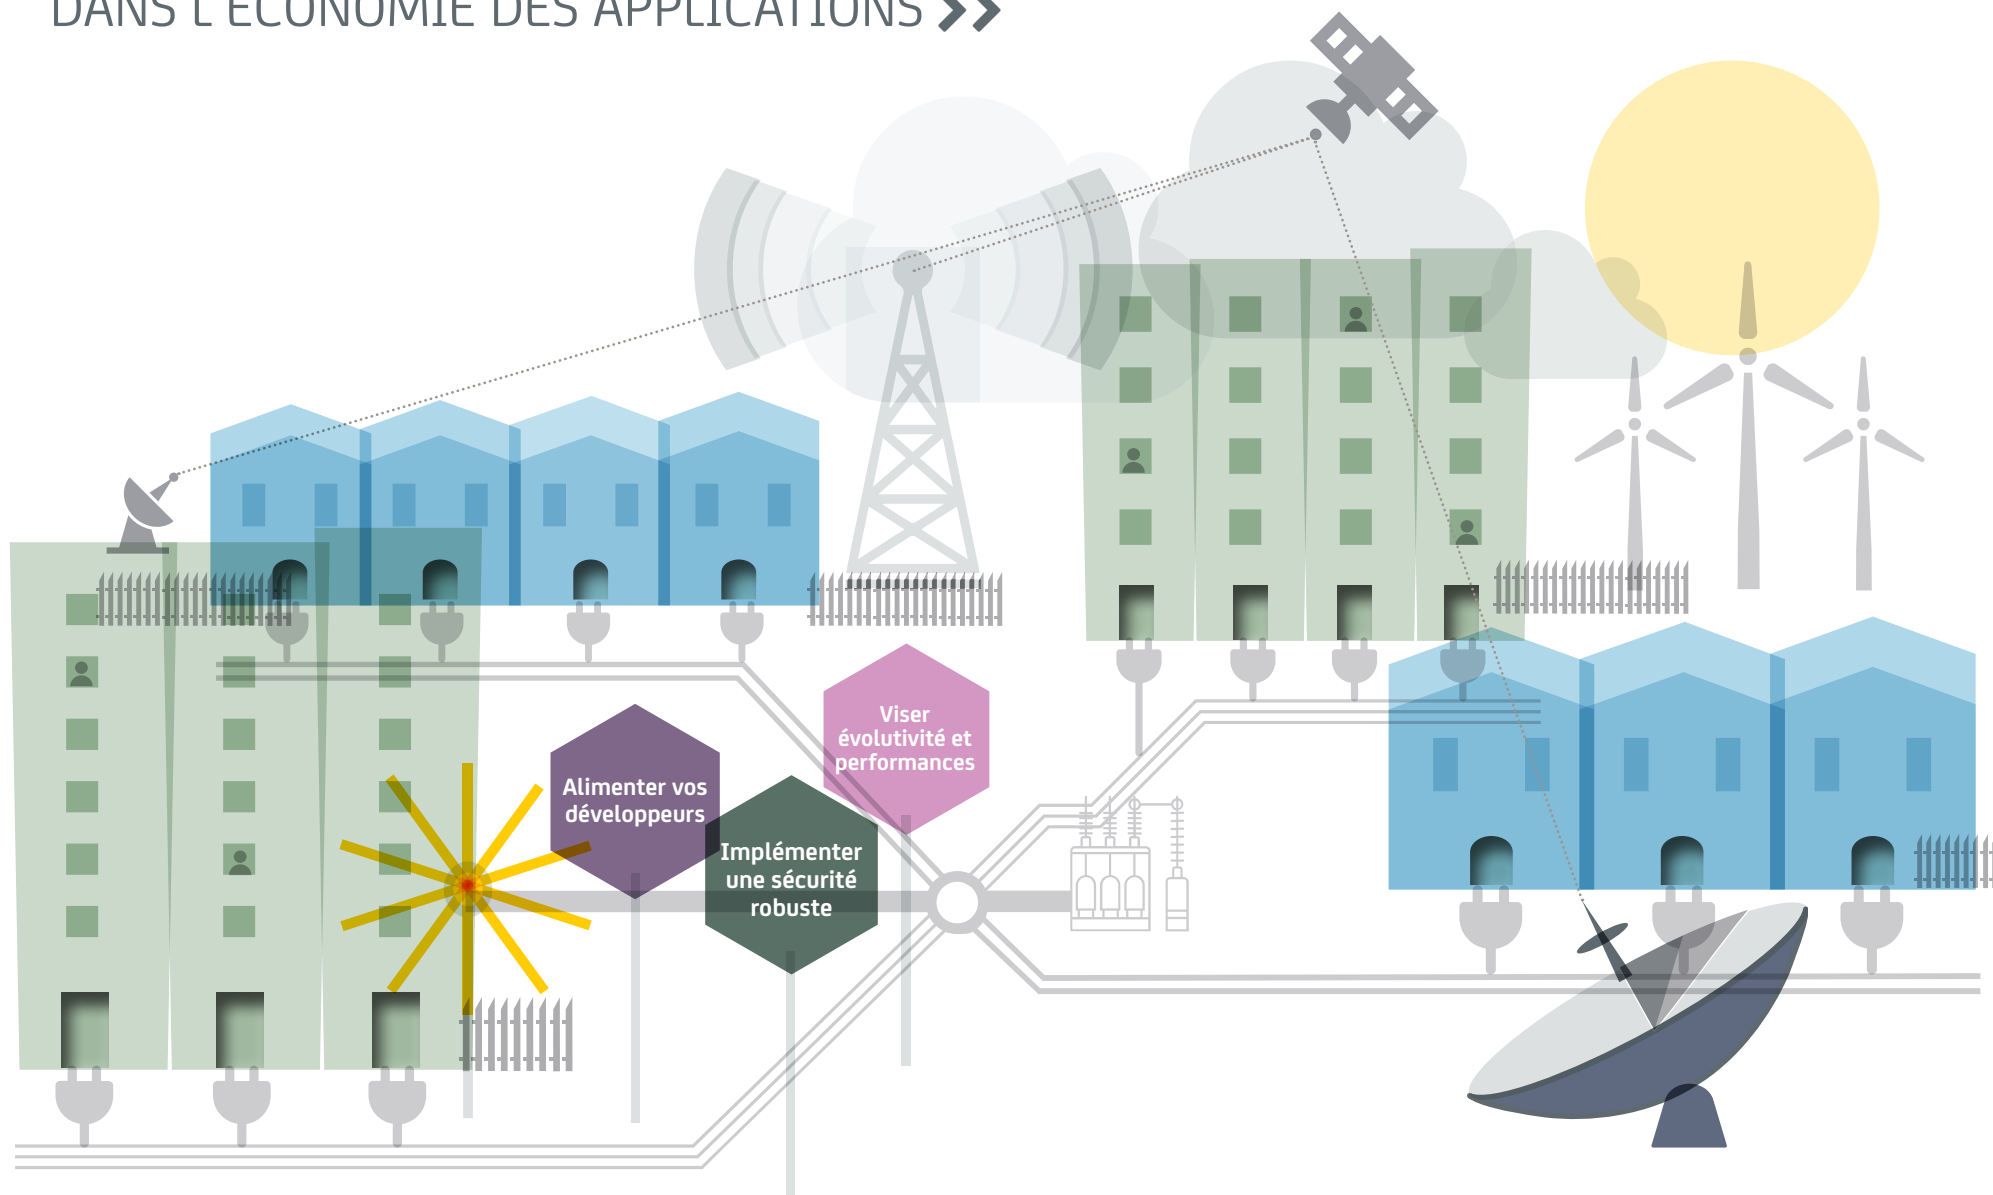 DANS L'ÉCONOMIE DES APPLICATIONS
Viser
évolutivité et
performances
Alimenter vos
développeurs
Implémenter
une sécurité
robuste